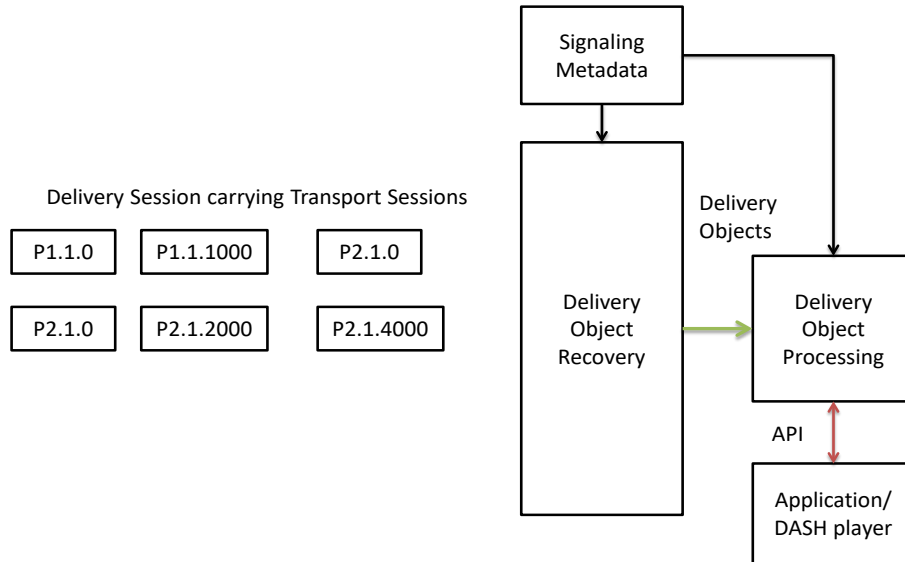 Signaling
Metadata
Delivery Session carrying Transport Sessions
P1.1.0
P1.1.1000
P2.1.0
P2.1.0
P2.1.2000
P2.1.4000
Delivery
Object
Recovery
Delivery
Objects
Delivery
Object
Processing
API
Application/
DASH player